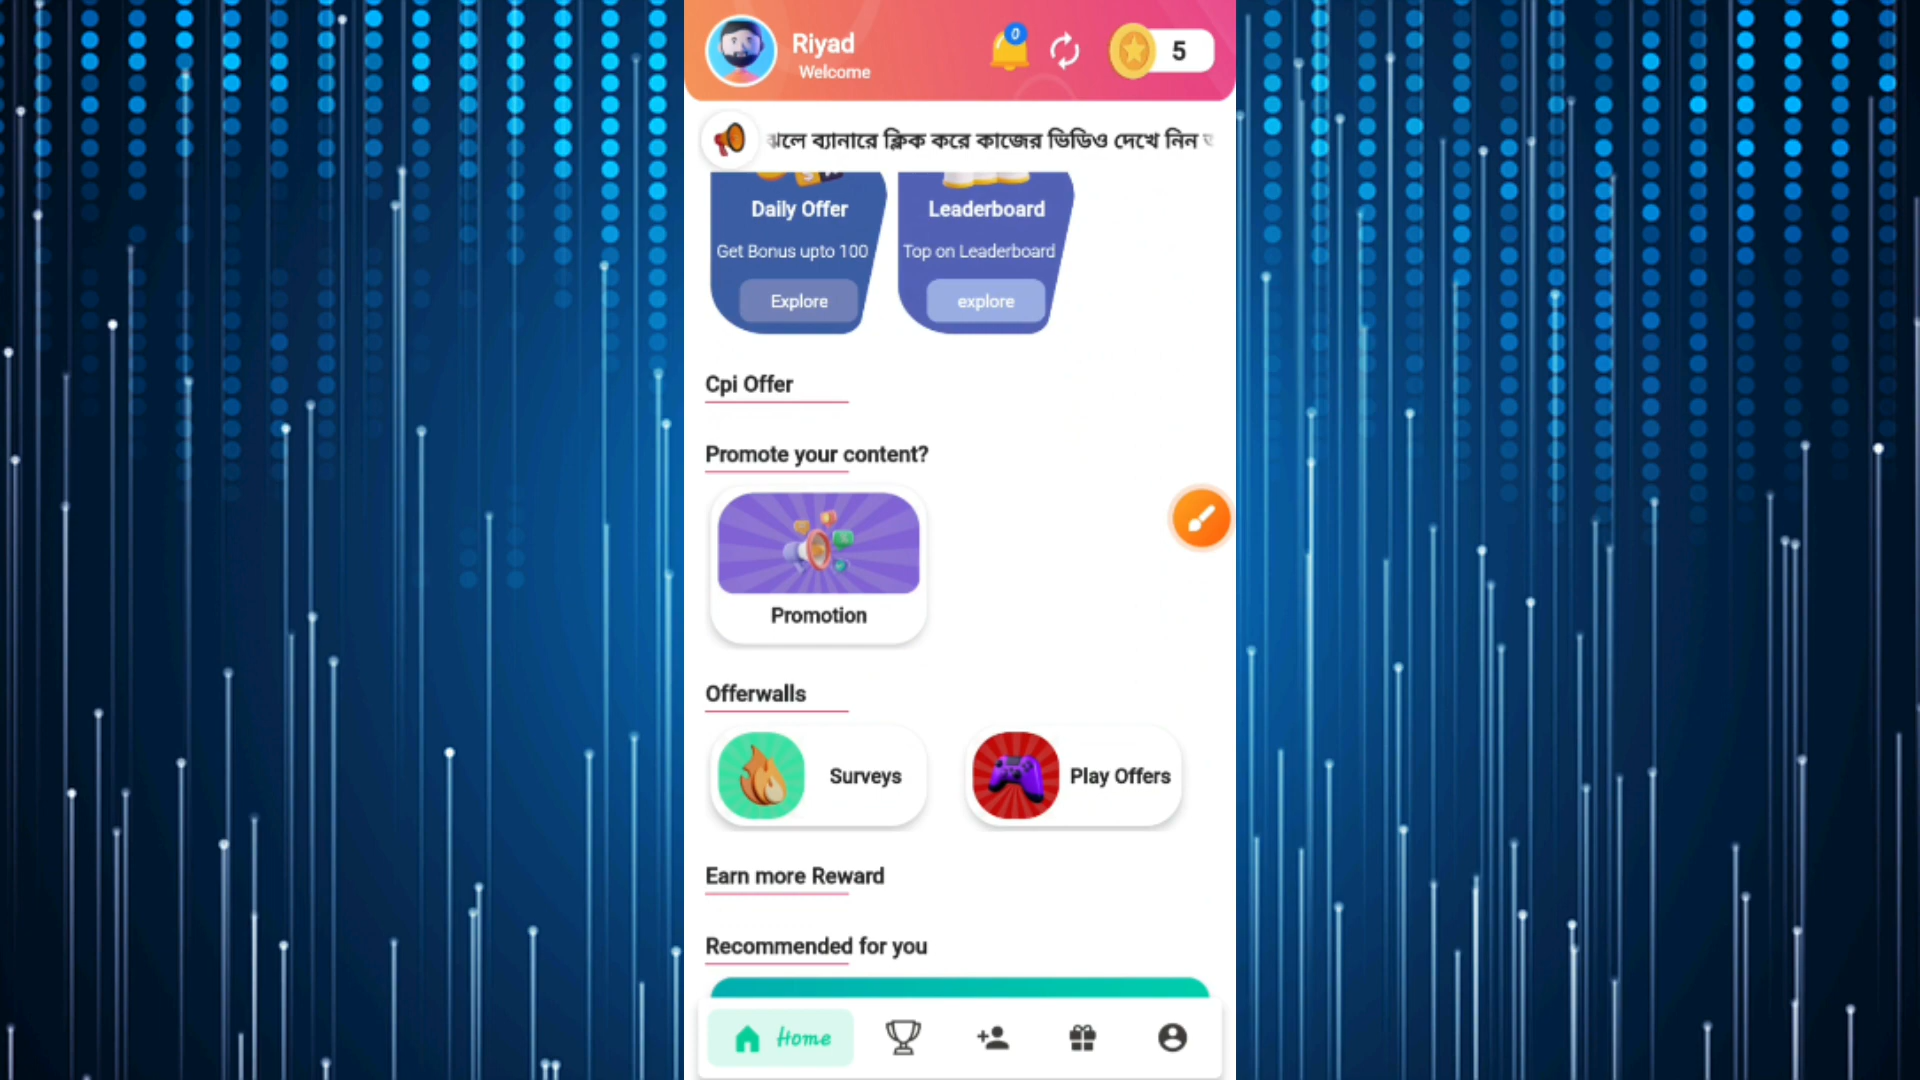 Riyad
Welcome
0
5
ব্যানারে ক্লিক করে কাজের ভিডিও দেখে নিন
Daily Offer
Get Bonus upto 100
Explore
Leaderboard
Top on Leaderboard
explore
Cpi Offer
Promote your content?
Promotion
Offerwalls
Surveys
Play Offers
Earn more Reward
Recommended for you
Home